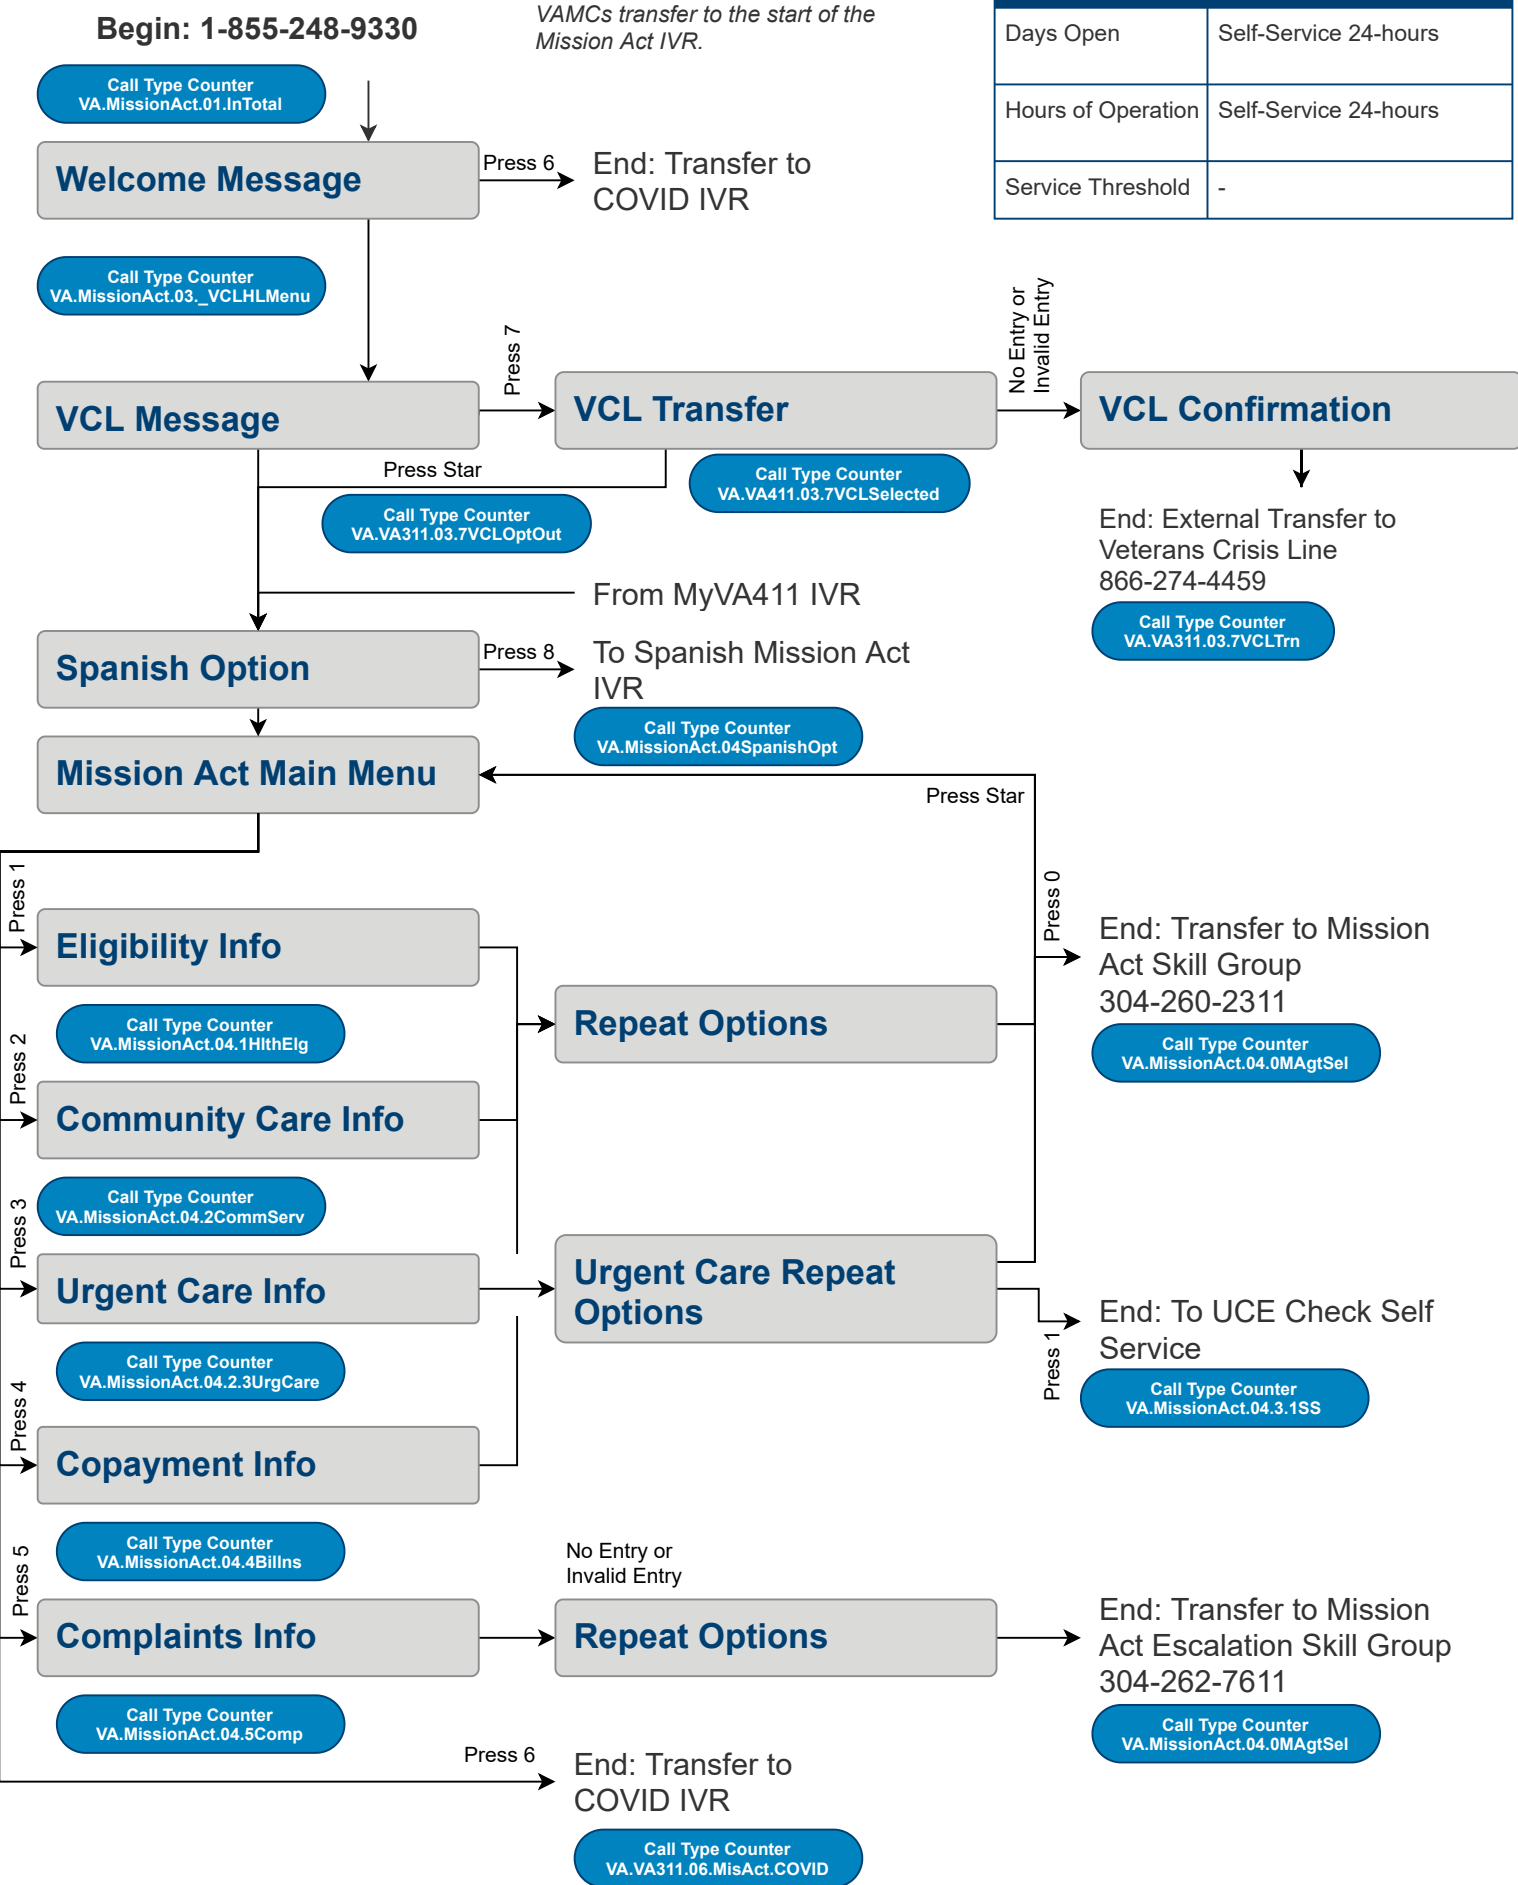 Begin: 1-855-248-9330
VAMCs transfer to the start of the
Mission Act IVR.
Days Open
Self-Service 24-hours
Hours of Operation
Self-Service 24-hours
Service Threshold
-
Call Type Counter
VA.MissionAct.01.InTotal
Welcome Message
Press 6
End: Transfer to
COVID IVR
Call Type Counter
VA.MissionAct.03._VCLHLMenu
VCL Message
Press 7
VCL Transfer
No Entry or
Invalid Entry
VCL Confirmation
Press Star
Call Type Counter
VA.VA411.03.7VCLSelected
Call Type Counter
VA.VA311.03.7VCLOptOut
End: External Transfer to
Veterans Crisis Line
866-274-4459
Call Type Counter
VA.VA311.03.7VCLTrn
From MyVA411 IVR
Spanish Option
Press 8
To Spanish Mission Act
IVR
Call Type Counter
VA.MissionAct.04SpanishOpt
Mission Act Main Menu
Press Star
Press 1
Eligibility Info
Call Type Counter
VA.MissionAct.04.1HlthElg
Repeat Options
Press 0
End: Transfer to Mission
Act Skill Group
304-260-2311
Call Type Counter
VA.MissionAct.04.0MAgtSel
Press 2
Community Care Info
Call Type Counter
VA.MissionAct.04.2CommServ
Press 3
Urgent Care Info
Call Type Counter
VA.MissionAct.04.2.3UrgCare
Urgent Care Repeat
Options
Press 1
End: To UCE Check Self
Service
Call Type Counter
VA.MissionAct.04.3.1SS
Press 4
Copayment Info
Call Type Counter
VA.MissionAct.04.4BillIns
Press 5
Complaints Info
Call Type Counter
VA.MissionAct.04.5Comp
No Entry or
Invalid Entry
Repeat Options
End: Transfer to Mission
Act Escalation Skill Group
304-262-7611
Call Type Counter
VA.MissionAct.04.0MAgtSel
Press 6
End: Transfer to
COVID IVR
Call Type Counter
VA.VA311.06.MisAct.COVID